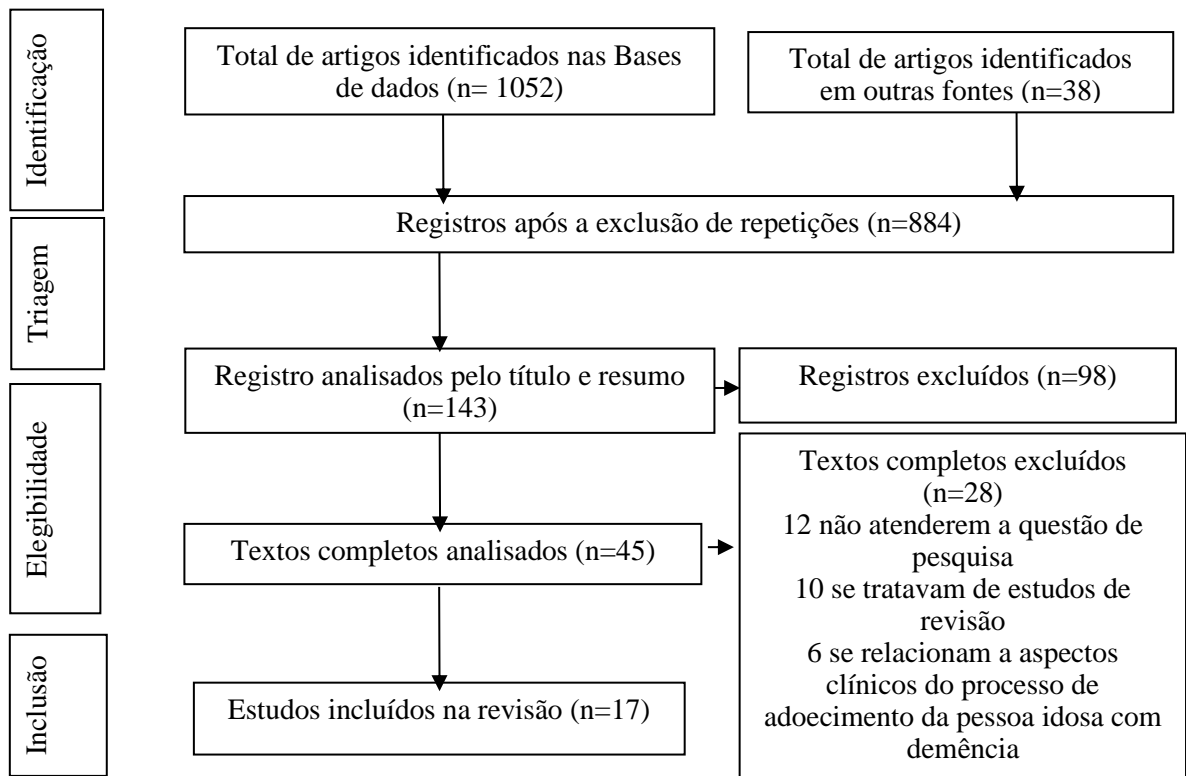 Identificação
Total de artigos identificados nas Bases
de dados (n= 1052)
Total de artigos identificados
em outras fontes (n=38)
Registros após a exclusão de repetições (n=884)
Triagem
Registro analisados pelo título e resumo
(n=143)
Registros excluídos (n=98)
Elegibilidade
Textos completos analisados (n=45)
Textos completos excluídos
(n=28)
12 não atenderem a questão de
pesquisa
10 se tratavam de estudos de
revisão
6 se relacionam a aspectos
clínicos do processo de
adoecimento da pessoa idosa com
demência
Inclusão
Estudos incluídos na revisão (n=17)